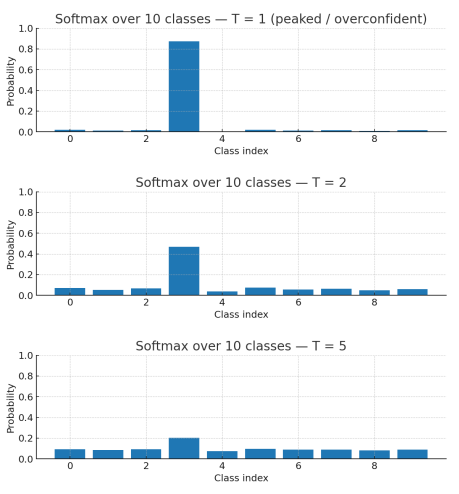 Softmax over 10 classes — T = 1 (peaked / overconfident)
1.0
0.8
0.6
0.4
0.2
0.0
Probability
0 2 4 6 8
Class index
Softmax over 10 classes — T = 2
1.0
0.8
0.6
0.4
0.2
0.0
Probability
0 2 4 6 8
Class index
Softmax over 10 classes — T = 5
1.0
0.8
0.6
0.4
0.2
0.0
Probability
0 2 4 6 8
Class index